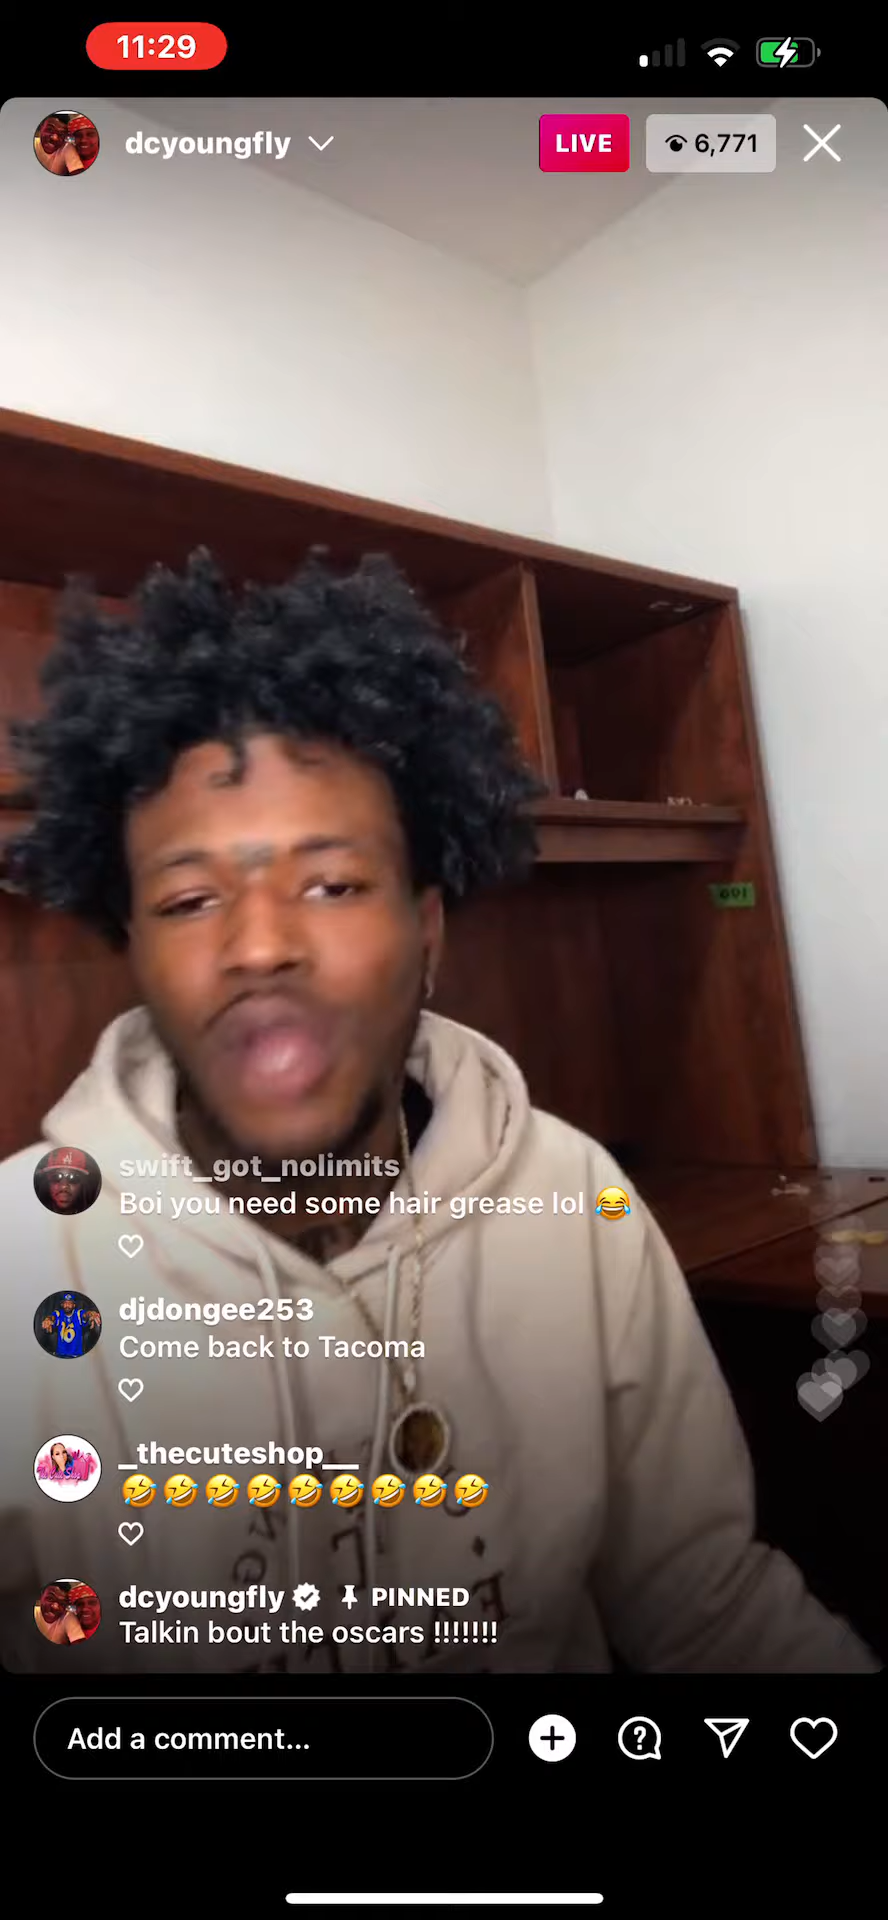 11:29
dcyoungfly
LIVE
6,771
swift_got_nolimits
Boi you need some hair grease lol 😂
djdongee253
Come back to Tacoma
_thecuteshop__
🤣🤣🤣🤣🤣🤣🤣🤣🤣
dcyoungfly PINNED
Talkin bout the oscars !!!!!!!
Add a comment...